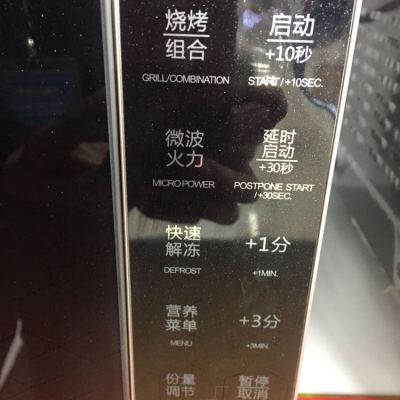 烧烤 启动
组合 +10秒
GRILL/COMBINATION START/+10SEC.
微波 延时
火力 启动
+30秒
MICRO POWER POSTPONE START
/+30SEC.
快速 +1分
解冻
DEFROST +1MIN.
营养 +3分
菜单
MENU +3MIN.
份量 暂停
调节 取消